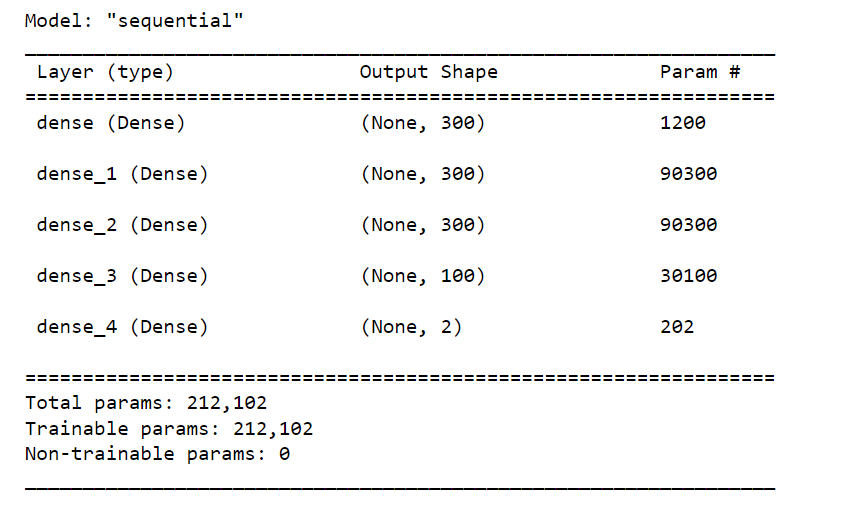 Model: "sequential"
_________________________________________________________________
Layer (type) Output Shape Param #
=================================================================
dense (Dense) (None, 300) 1200
dense_1 (Dense) (None, 300) 90300
dense_2 (Dense) (None, 300) 90300
dense_3 (Dense) (None, 100) 30100
dense_4 (Dense) (None, 2) 202
=================================================================
Total params: 212,102
Trainable params: 212,102
Non-trainable params: 0
_________________________________________________________________